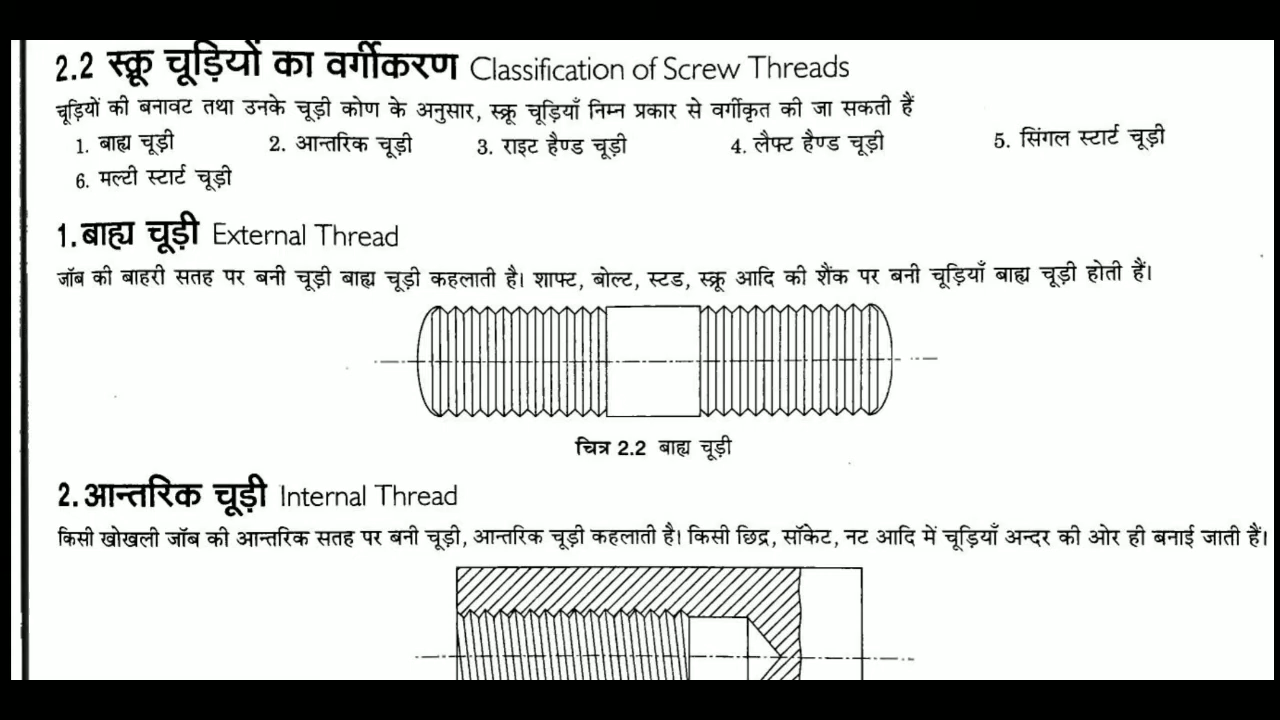 2.2 स्क्रू चूड़ियों का वर्गीकरण Classification of Screw Threads
चूड़ियों की बनावट तथा उनके चूड़ी कोण के अनुसार, स्क्रू चूड़ियाँ निम्न प्रकार से वर्गीकृत की जा सकती हैं
1. बाह्य चूड़ी 2. आन्तरिक चूड़ी 3. राइट हैण्ड चूड़ी 4. लैफ्ट हैण्ड चूड़ी 5. सिंगल स्टार्ट चूड़ी
6. मल्टी स्टार्ट चूड़ी
1. बाह्य चूड़ी External Thread
जॉब की बाहरी सतह पर बनी चूड़ी बाह्य चूड़ी कहलाती है। शाफ्ट, बोल्ट, स्टड, स्क्रू आदि की शैंक पर बनी चूड़ियाँ बाह्य चूड़ी होती हैं।
चित्र 2.2 बाह्य चूड़ी
2. आन्तरिक चूड़ी Internal Thread
किसी खोखली जॉब की आन्तरिक सतह पर बनी चूड़ी, आन्तरिक चूड़ी कहलाती है। किसी छिद्र, सॉकेट, नट आदि में चूड़ियाँ अन्दर की ओर ही बनाई जाती हैं।